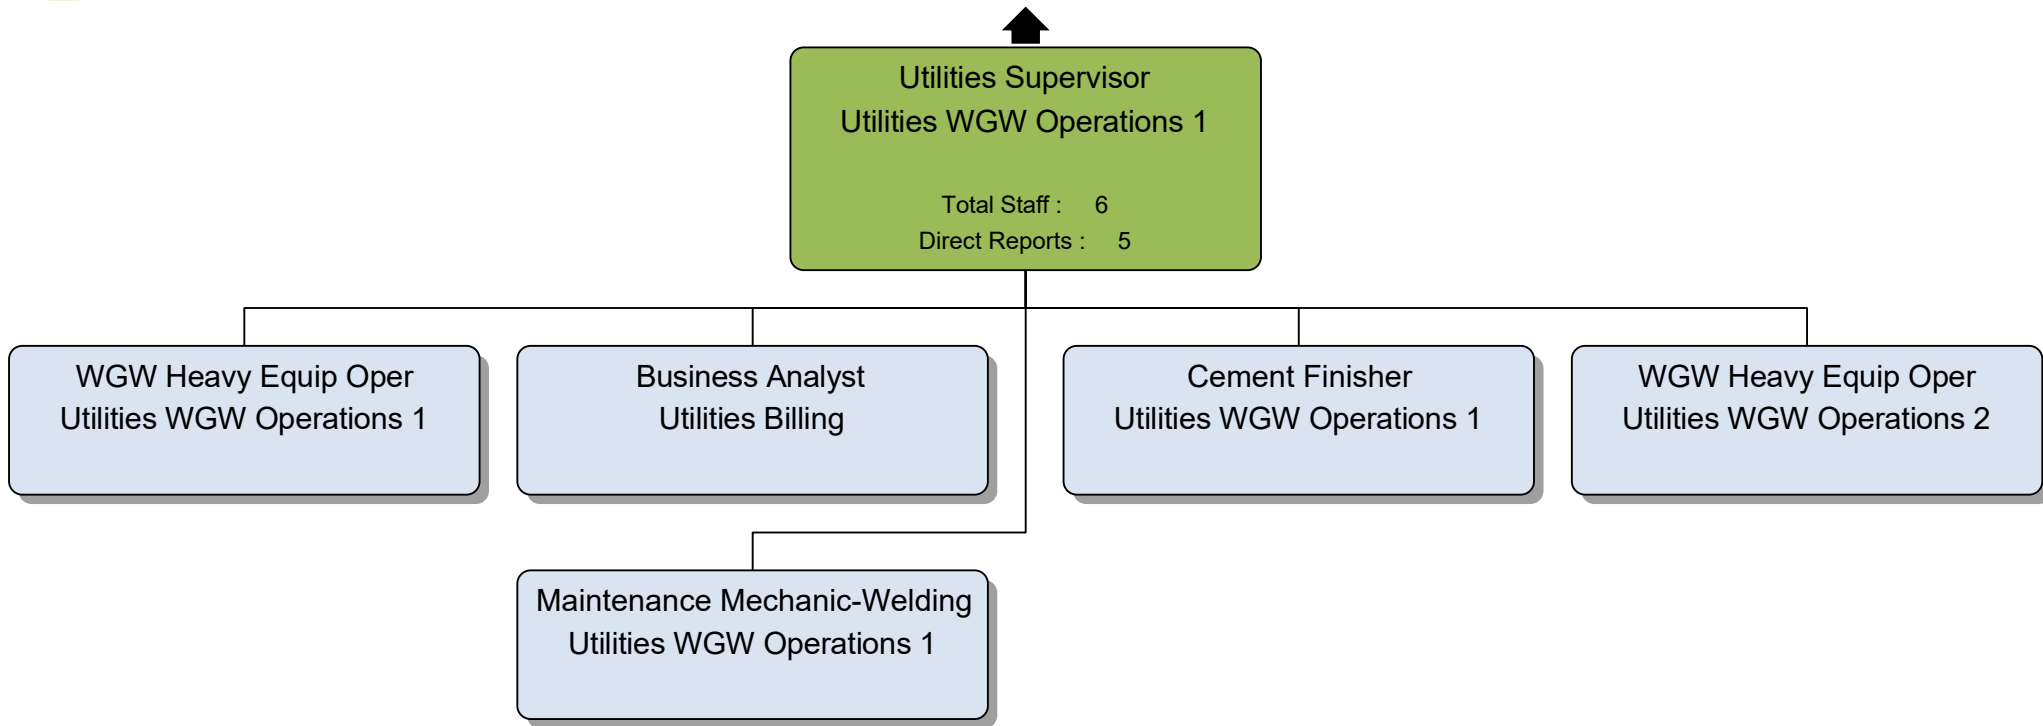 Utilities Supervisor
Utilities WGW Operations 1
Total Staff : 6
Direct Reports : 5
WGW Heavy Equip Oper
Utilities WGW Operations 1
Business Analyst
Utilities Billing
Cement Finisher
Utilities WGW Operations 1
WGW Heavy Equip Oper
Utilities WGW Operations 2
Maintenance Mechanic-Welding
Utilities WGW Operations 1